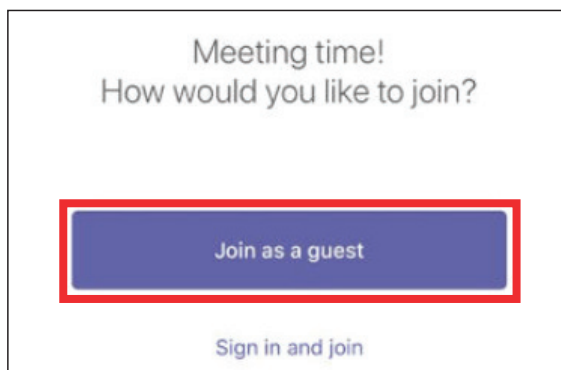 Meeting time!
How would you like to join?
Join as a guest
Sign in and join